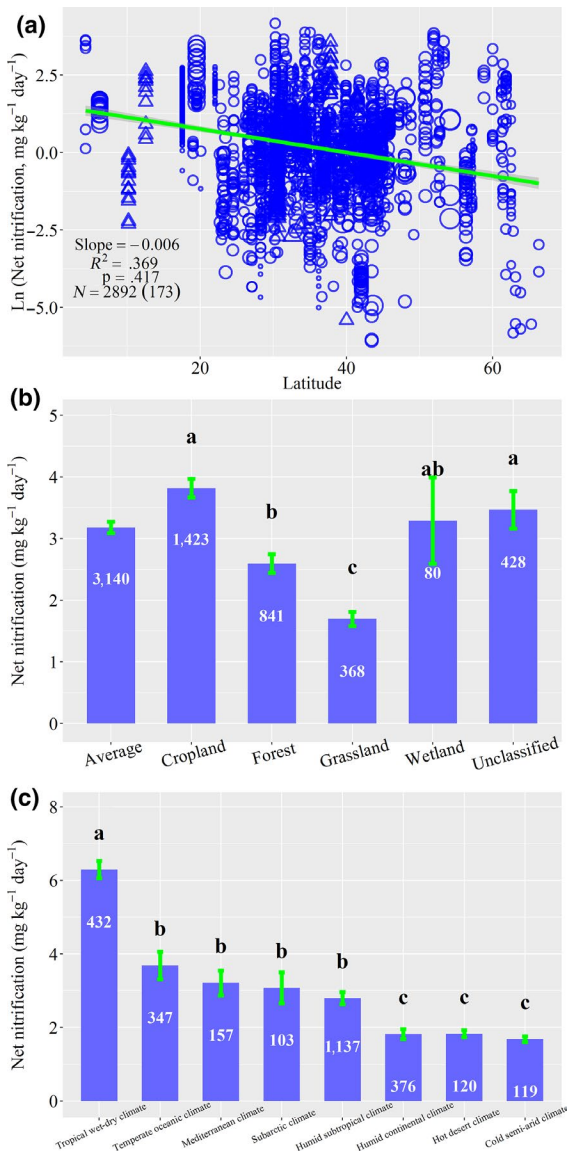 (a)
Ln (Net nitrification, mg kg⁻¹ day⁻¹)
2.5
0.0
−2.5
−5.0
Slope = −0.006
R² = .369
p = .417
N = 2892 (173)
20
40
60
Latitude
(b)
Net nitrification (mg kg⁻¹ day⁻¹)
5
4
3
2
1
0
a
b
c
ab
a
3,140
1,423
841
368
80
428
Average
Cropland
Forest
Grassland
Wetland
Unclassified
(c)
Net nitrification (mg kg⁻¹ day⁻¹)
8
6
4
2
0
a
b
b
b
b
c
c
c
432
347
157
103
1,137
376
120
119
Tropical wet-dry climate
Temperate oceanic climate
Mediterranean climate
Subarctic climate
Humid subtropical climate
Humid continental climate
Hot desert climate
Cold semi-arid climate